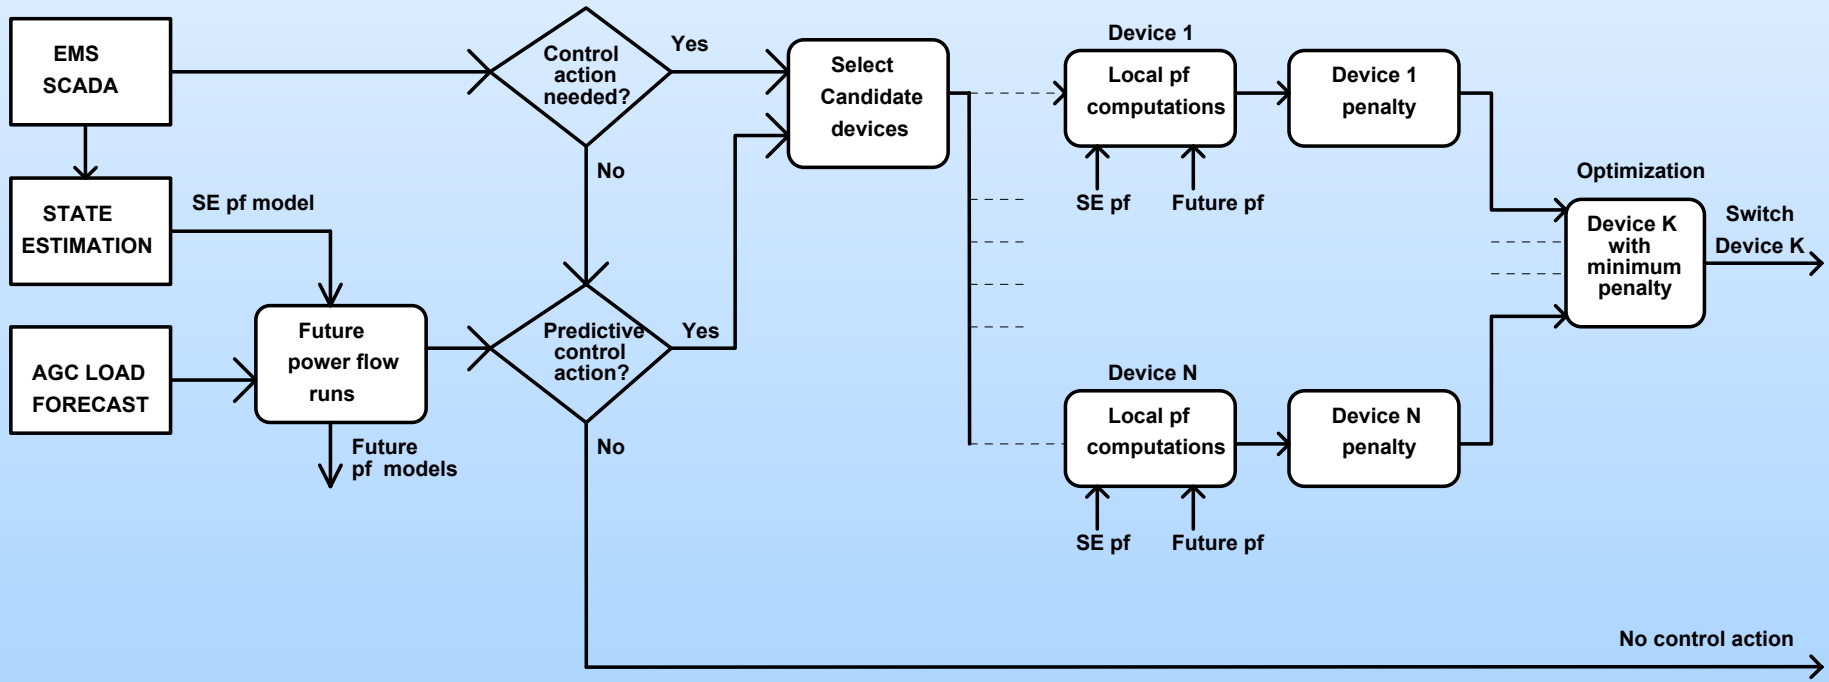 EMS
SCADA
STATE
ESTIMATION
AGC LOAD
FORECAST
SE pf model
Future
power flow
runs
Future
pf models
Control
action
needed?
Yes
No
Predictive
control
action?
Yes
No
Select
Candidate
devices
Device 1
Local pf
computations
SE pf
Future pf
Device 1
penalty
Device N
Local pf
computations
SE pf
Future pf
Device N
penalty
Optimization
Device K
with
minimum
penalty
Switch
Device K
No control action